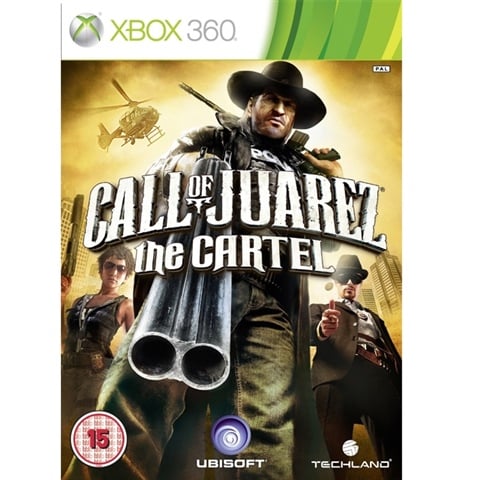 XBOX 360
PAL
CALL OF JUAREZ®
the CARTEL
15
UBISOFT
TECHLAND